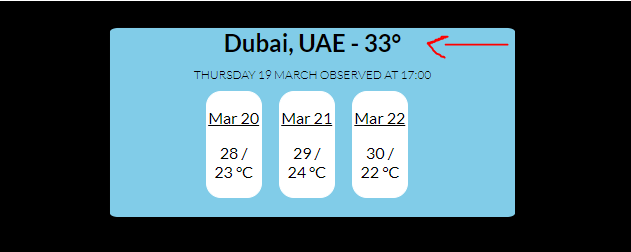 Dubai, UAE - 33°
THURSDAY 19 MARCH OBSERVED AT 17:00
Mar 20
28 /
23 °C
Mar 21
29 /
24 °C
Mar 22
30 /
22 °C